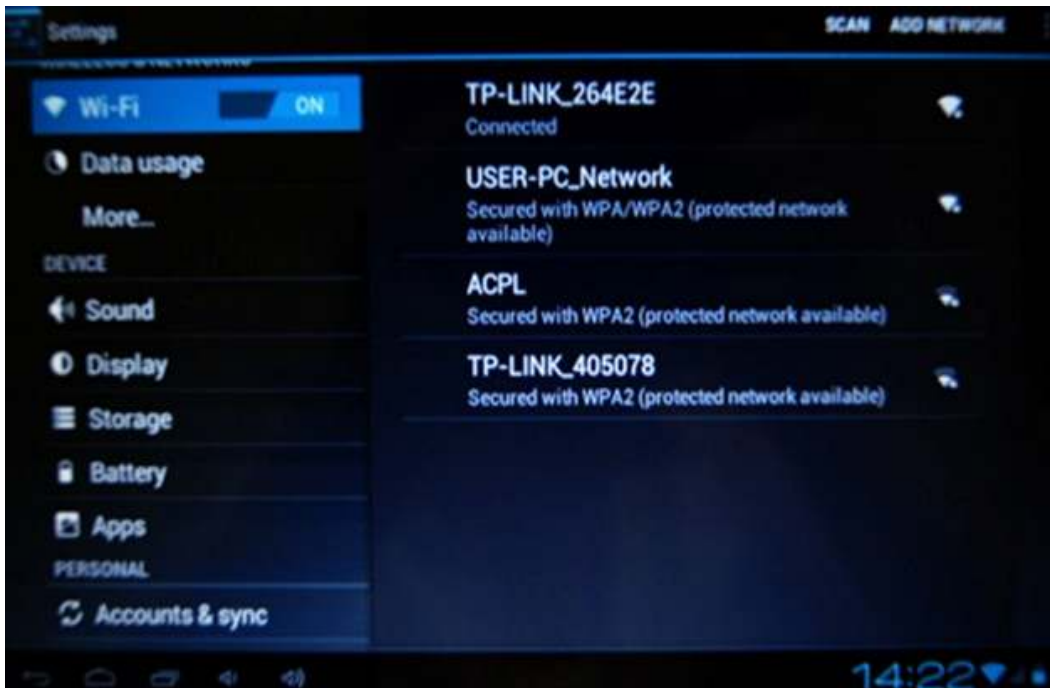 Settings
SCAN ADD NETWORK
WIRELESS & NETWORKS
Wi-Fi ON
Data usage
More...
DEVICE
Sound
Display
Storage
Battery
Apps
PERSONAL
Accounts & sync
TP-LINK_264E2E
Connected
USER-PC_Network
Secured with WPA/WPA2 (protected network
available)
ACPL
Secured with WPA2 (protected network available)
TP-LINK_405078
Secured with WPA2 (protected network available)
14:22